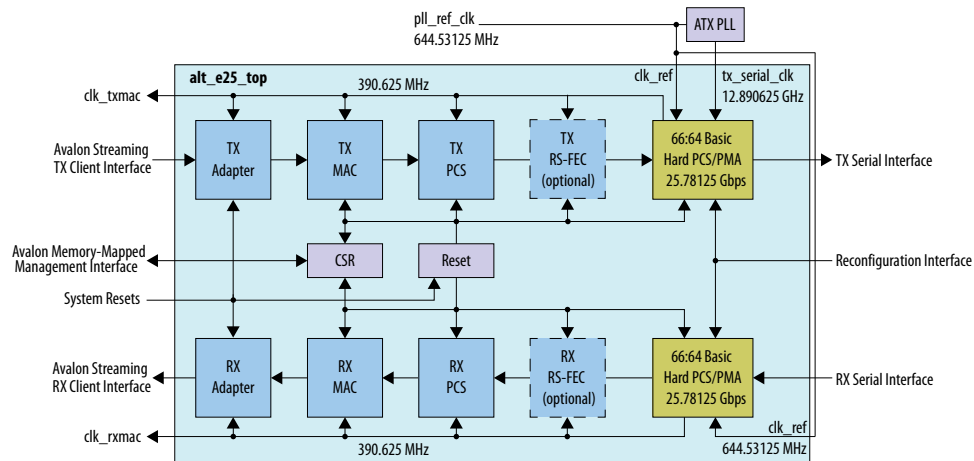 pll_ref_clk
644.53125 MHz
ATX PLL
alt_e25_top
390.625 MHz
clk_ref
tx_serial_clk
12.890625 GHz
clk_txmac
Avalon Streaming
TX Client Interface
TX
Adapter
TX
MAC
TX
PCS
TX
RS-FEC
(optional)
66:64 Basic
Hard PCS/PMA
25.78125 Gbps
TX Serial Interface
Avalon Memory-Mapped
Management Interface
CSR
Reset
Reconfiguration Interface
System Resets
Avalon Streaming
RX Client Interface
RX
Adapter
RX
MAC
RX
PCS
RX
RS-FEC
(optional)
66:64 Basic
Hard PCS/PMA
25.78125 Gbps
RX Serial Interface
clk_rxmac
390.625 MHz
clk_ref
644.53125 MHz